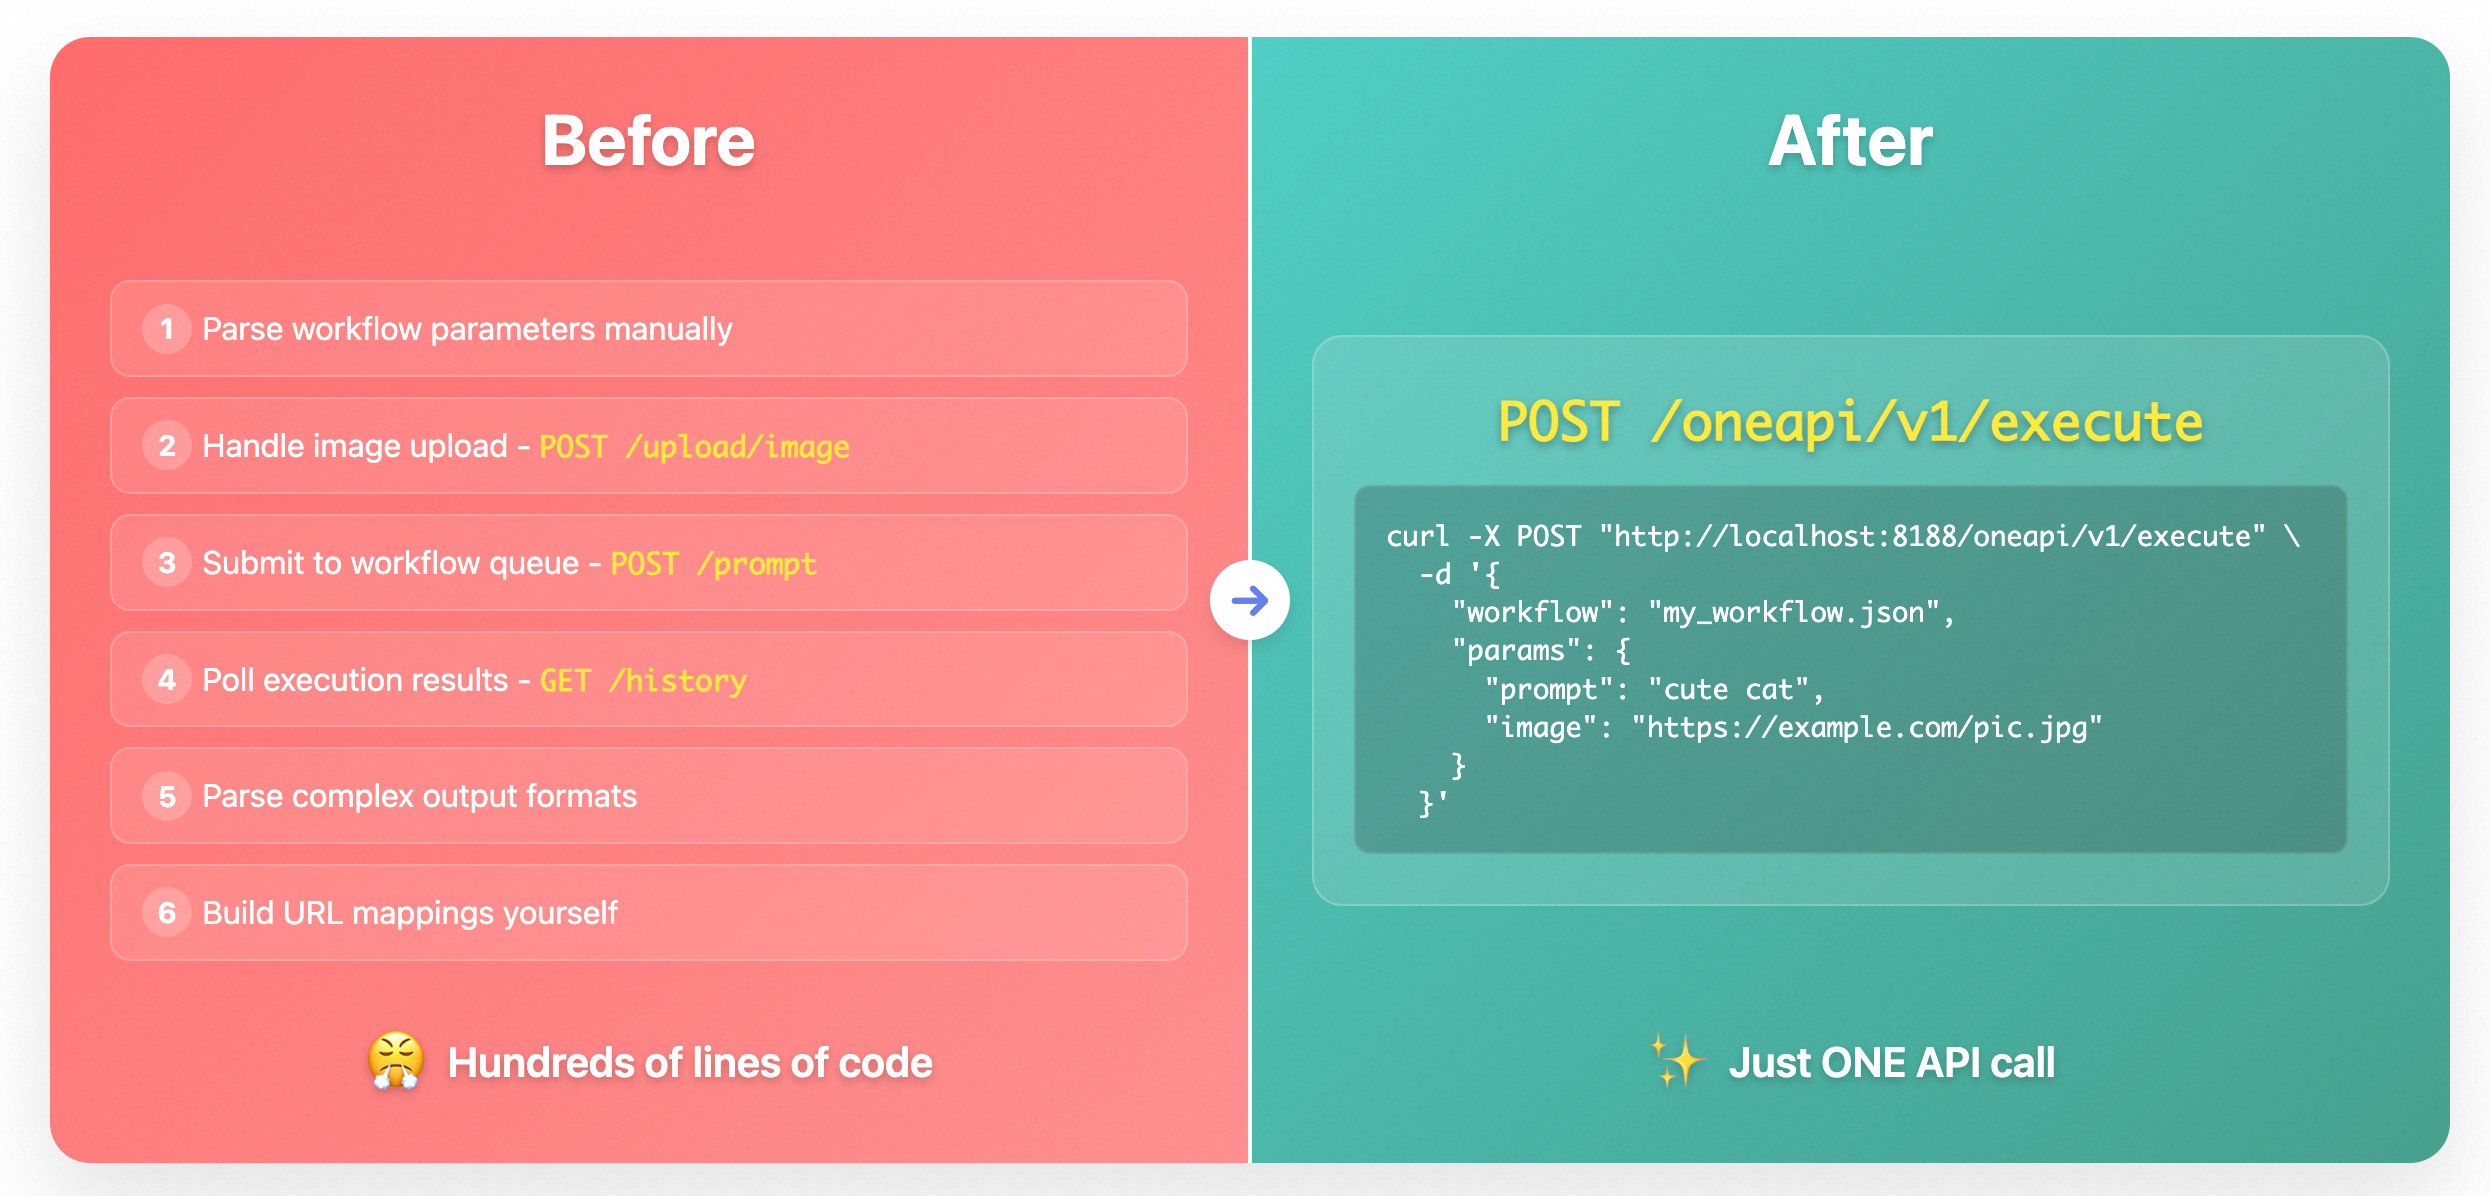 Before
1 Parse workflow parameters manually
2 Handle image upload - POST /upload/image
3 Submit to workflow queue - POST /prompt
4 Poll execution results - GET /history
5 Parse complex output formats
6 Build URL mappings yourself
😤 Hundreds of lines of code
After
POST /oneapi/v1/execute
curl -X POST "http://localhost:8188/oneapi/v1/execute" \
  -d '{
    "workflow": "my_workflow.json",
    "params": {
      "prompt": "cute cat",
      "image": "https://example.com/pic.jpg"
    }
  }'
✨ Just ONE API call